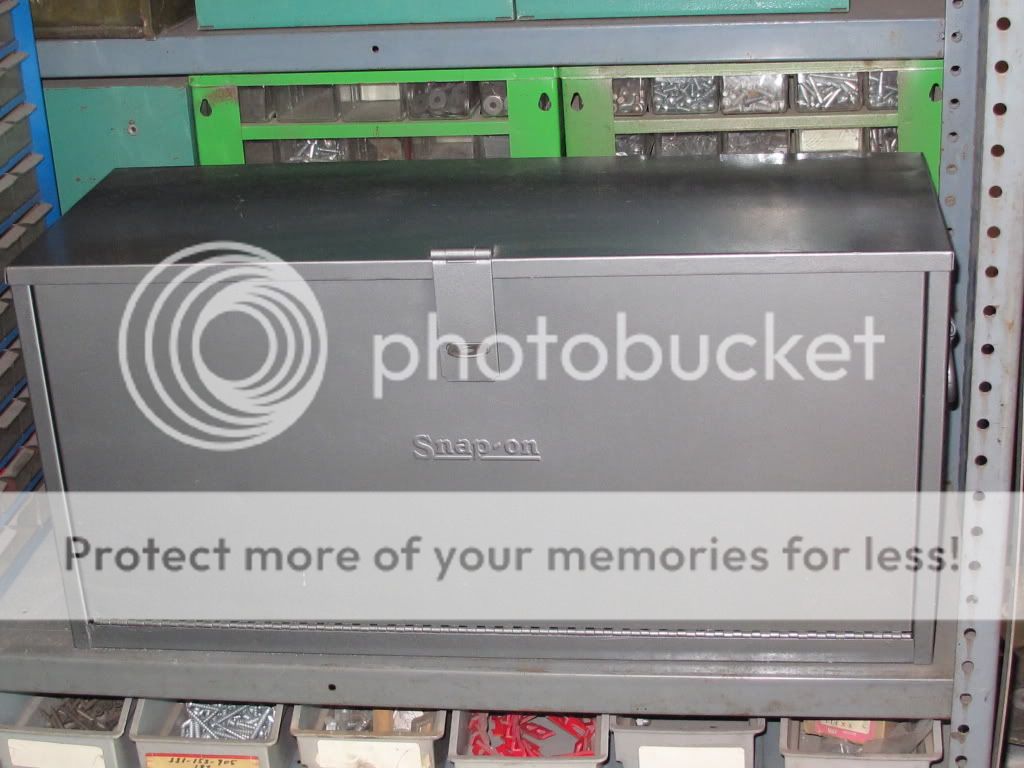 photobucket
Snap-on
Protect more of your memories for less!